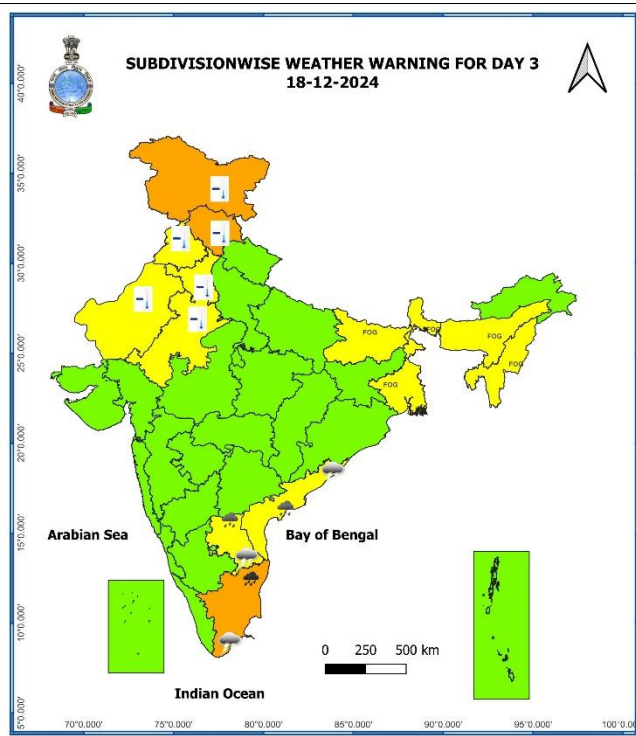 SUBDIVISIONWISE WEATHER WARNING FOR DAY 3
18-12-2024
40°0.000'
35°0.000'
30°0.000'
25°0.000'
20°0.000'
15°0.000'
10°0.000'
5°0.000'
FOG
FOG
FOG
FOG
FOG
Arabian Sea
Bay of Bengal
0 250 500 km
Indian Ocean
70°0.000' 75°0.000' 80°0.000' 85°0.000' 90°0.000' 95°0.000' 100°0.000'